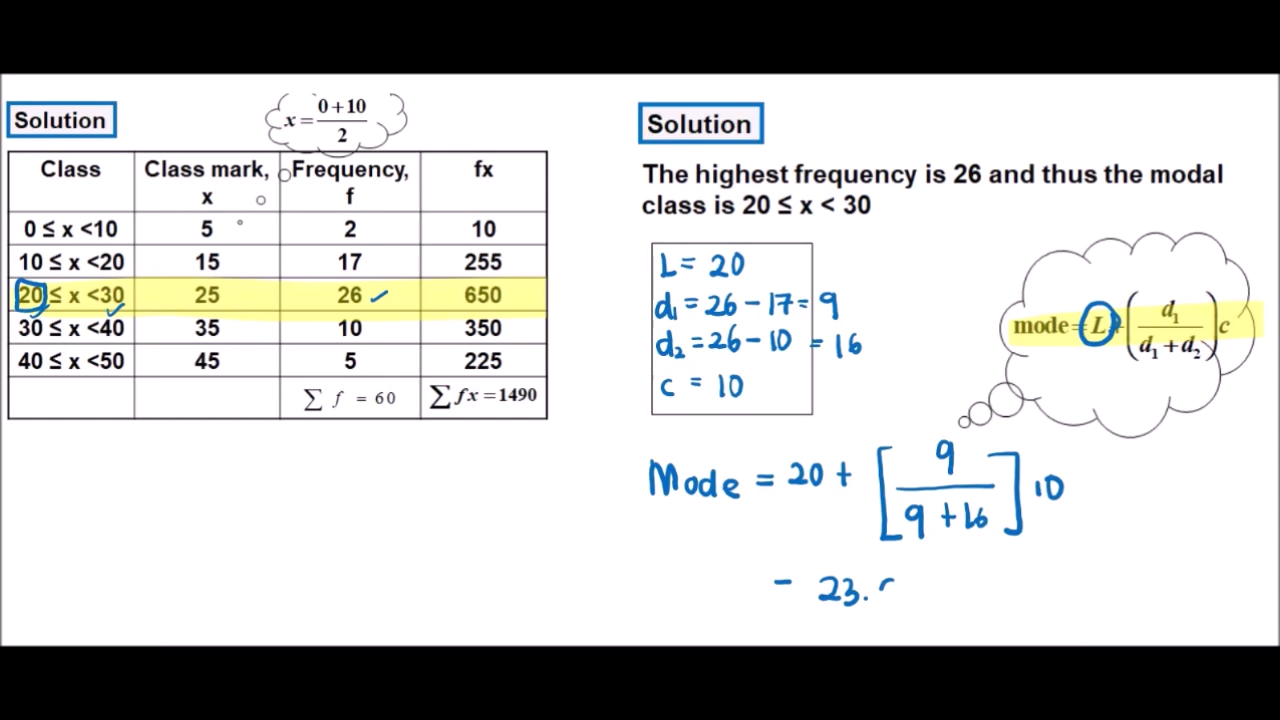 Solution
x = 0+10 / 2
Class | Class mark, x | Frequency, f | fx
0 ≤ x <10 | 5 | 2 | 10
10 ≤ x <20 | 15 | 17 | 255
20 ≤ x <30 | 25 | 26 ✓ | 650
30 ≤ x <40 | 35 | 10 | 350
40 ≤ x <50 | 45 | 5 | 225
∑ f = 60 | ∑ fx = 1490
Solution
The highest frequency is 26 and thus the modal
class is 20 ≤ x < 30
L = 20
d₁ = 26 - 17 = 9
d₂ = 26 - 10 = 16
c = 10
mode = L + ( d₁ / d₁ + d₂ ) c
Mode = 20 + [ 9 / 9 + 16 ] 10
- 23.